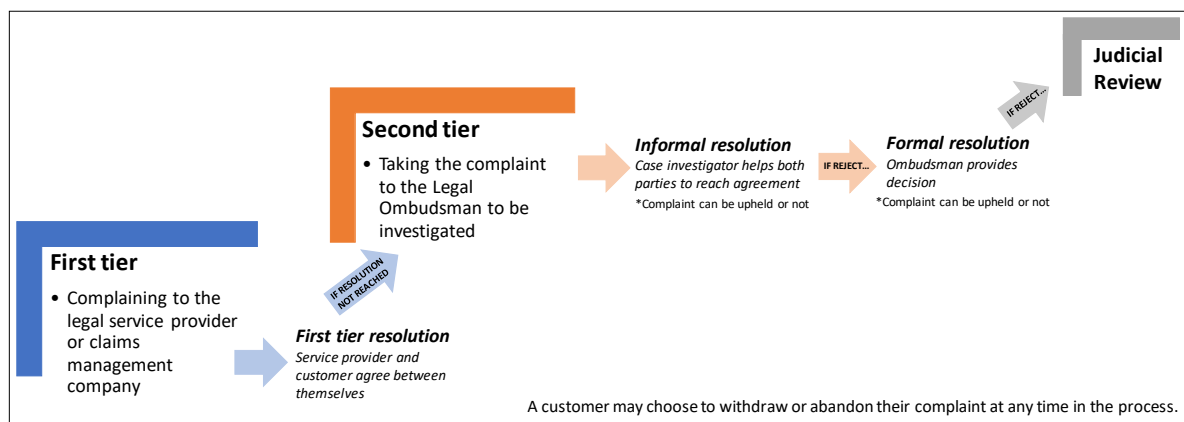 First tier
• Complaining to the
legal service provider
or claims
management
company
First tier resolution
Service provider and
customer agree between
themselves
IF RESOLUTION
NOT REACHED
Second tier
• Taking the complaint
to the Legal
Ombudsman to be
investigated
Informal resolution
Case investigator helps both
parties to reach agreement
*Complaint can be upheld or not
IF REJECT...
Formal resolution
Ombudsman provides
decision
*Complaint can be upheld or not
IF REJECT...
Judicial
Review
A customer may choose to withdraw or abandon their complaint at any time in the process.